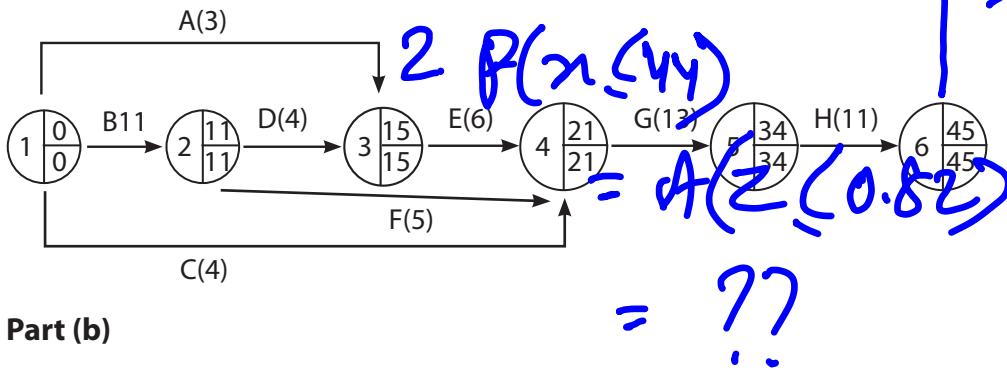 A(3)
2 P(x ≤ 44)
B11 D(4) E(6) G(13) H(11)
1 0 0 2 11 11 3 15 15 4 21 21 5 34 34 6 45 45
= A(Z ≤ 0.82)
F(5)
C(4)
= ??
Part (b)